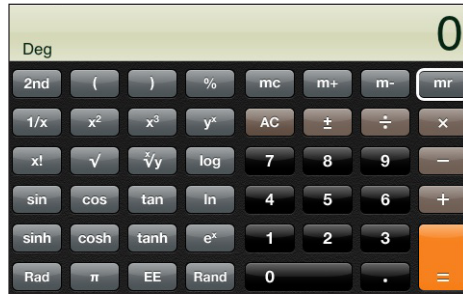 0
Deg
2nd ( ) % mc m+ m- mr
1/x x² x³ yˣ AC ± ÷ ×
x! √ ˣ√y log 7 8 9 −
sin cos tan ln 4 5 6 +
sinh cosh tanh eˣ 1 2 3
Rad π EE Rand 0 . =